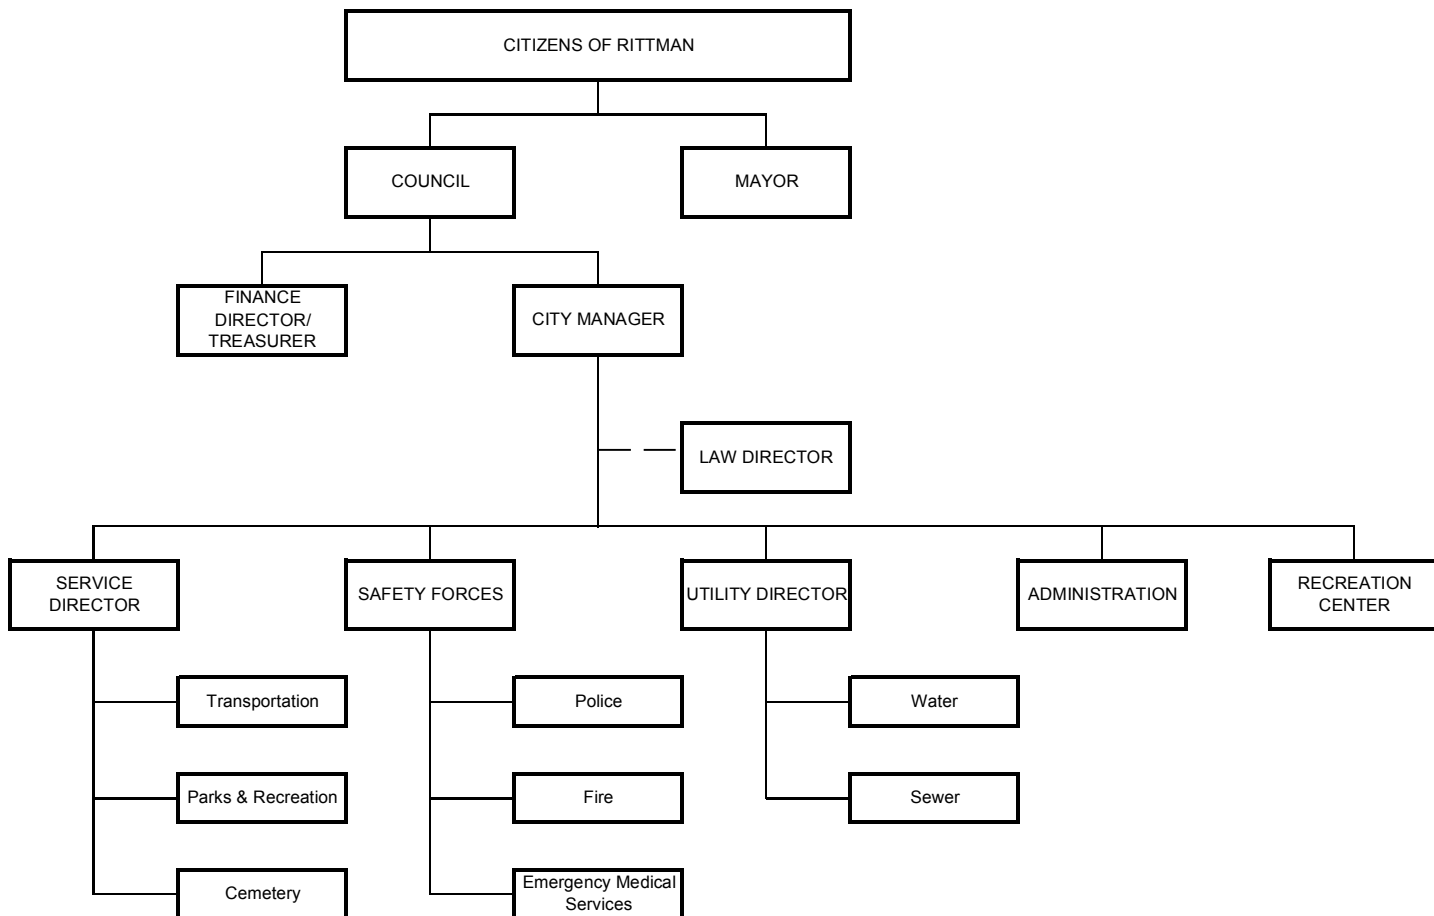 CITIZENS OF RITTMAN
COUNCIL
MAYOR
FINANCE
DIRECTOR/
TREASURER
CITY MANAGER
LAW DIRECTOR
SERVICE
DIRECTOR
SAFETY FORCES
UTILITY DIRECTOR
ADMINISTRATION
RECREATION
CENTER
Transportation
Police
Water
Parks & Recreation
Fire
Sewer
Cemetery
Emergency Medical
Services